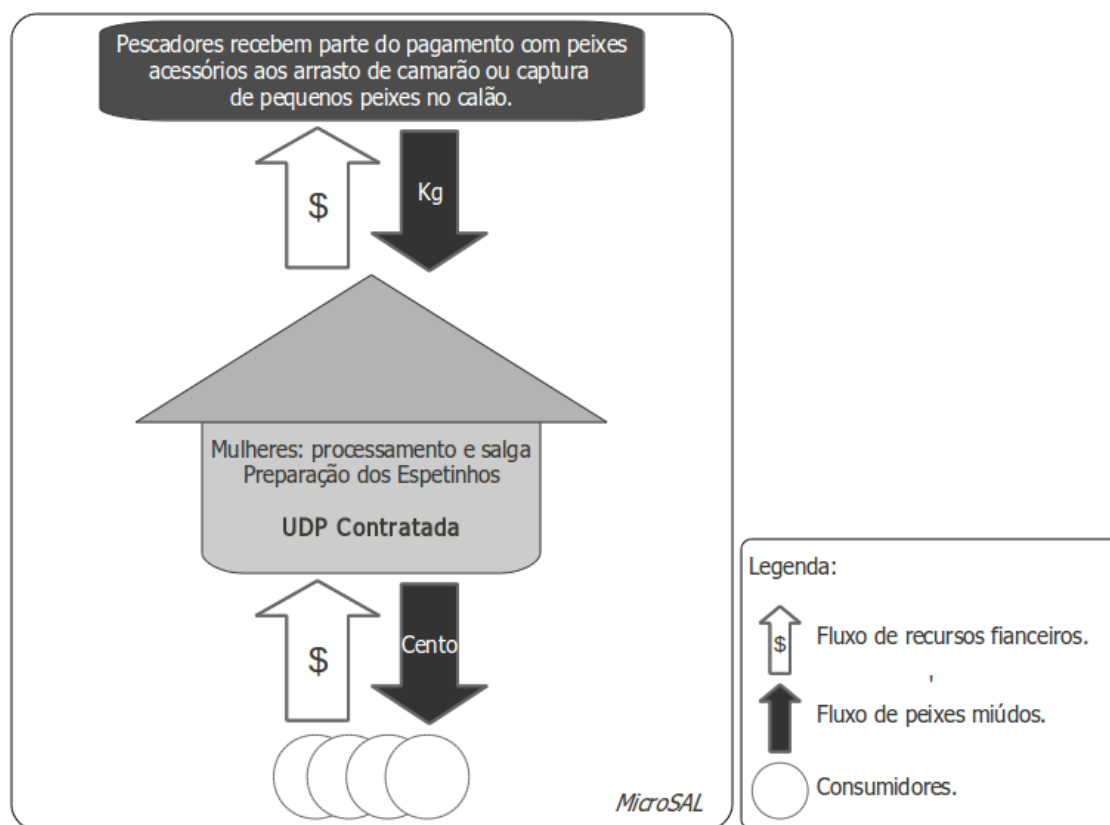 Pescadores recebem parte do pagamento com peixes
acessórios aos arrasto de camarão ou captura
de pequenos peixes no calão.
$
Kg
Mulheres: processamento e salga
Preparação dos Espetinhos
UDP Contratada
$
Cento
MicroSAL
Legenda:
$
Fluxo de recursos fianceiros.
'
Fluxo de peixes miúdos.
Consumidores.